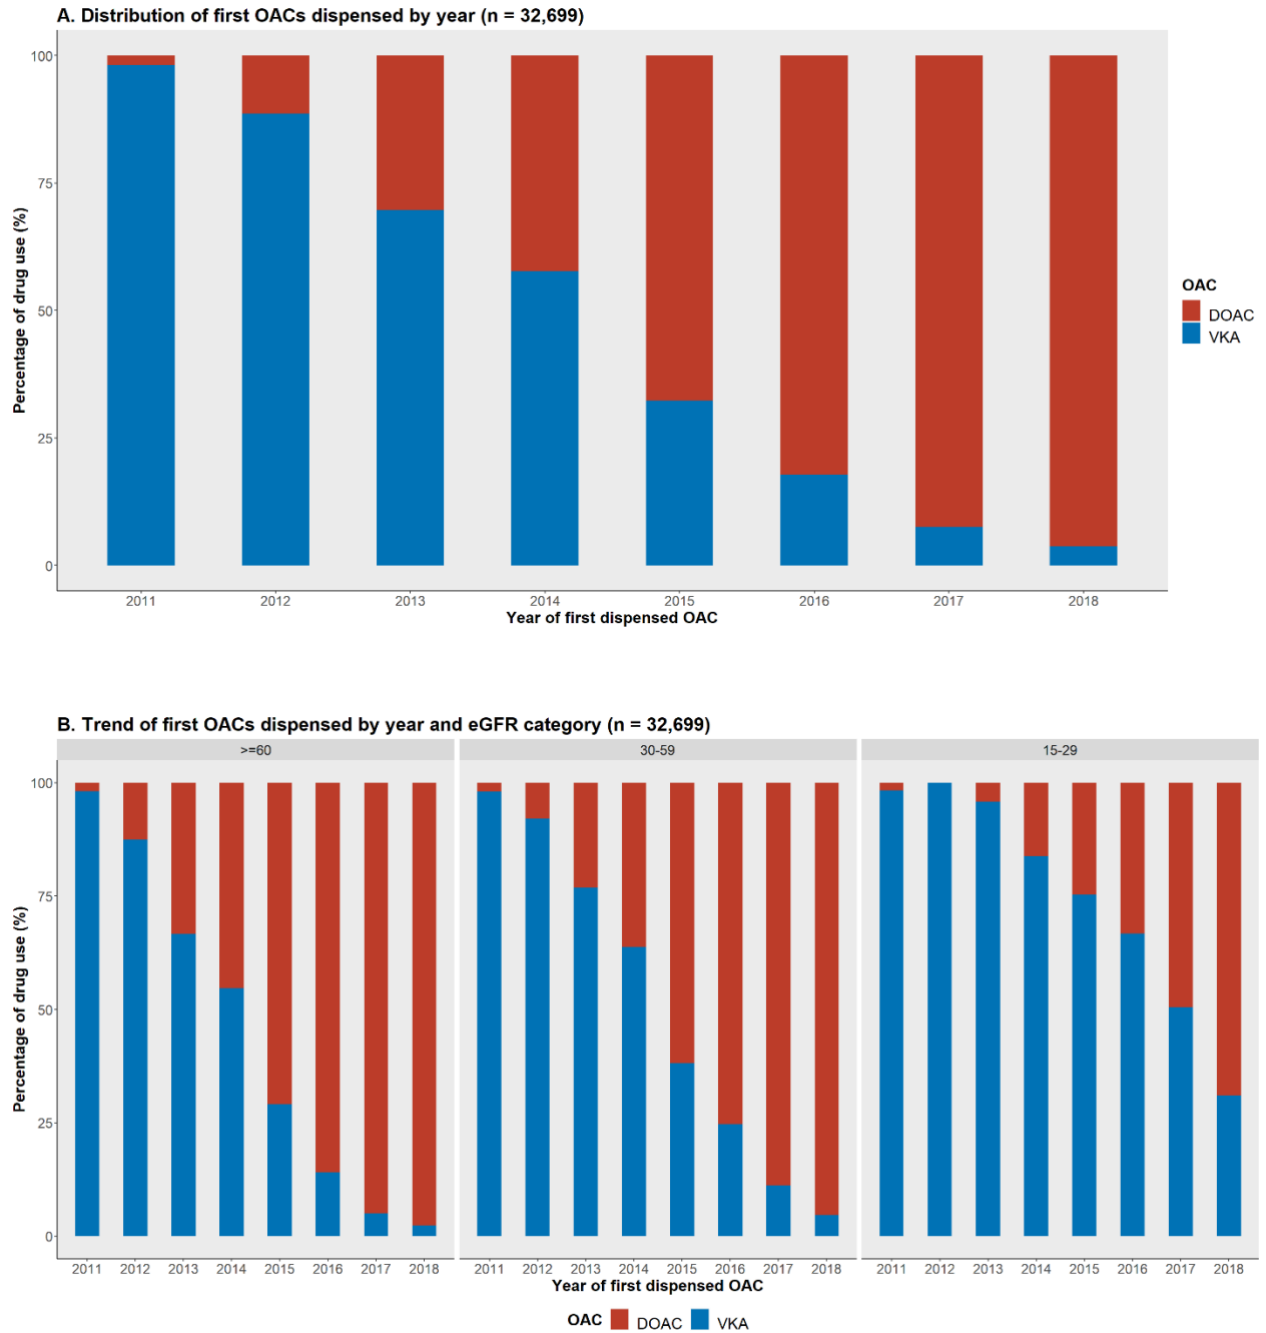 A. Distribution of first OACs dispensed by year (n = 32,699)
100
75
50
25
0
Percentage of drug use (%)
2011 2012 2013 2014 2015 2016 2017 2018
Year of first dispensed OAC
OAC
DOAC
VKA
B. Trend of first OACs dispensed by year and eGFR category (n = 32,699)
>=60 30-59 15-29
100
75
50
25
0
Percentage of drug use (%)
2011 2012 2013 2014 2015 2016 2017 2018 2011 2012 2013 2014 2015 2016 2017 2018 2011 2012 2013 2014 2015 2016 2017 2018
Year of first dispensed OAC
OAC DOAC VKA